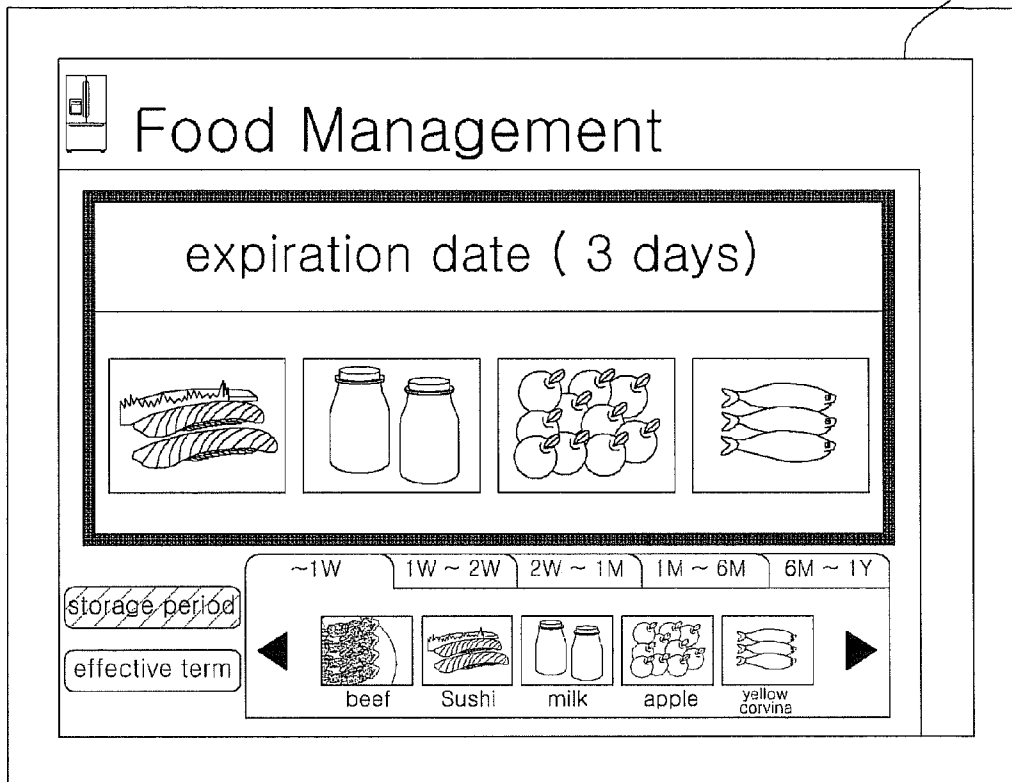 Food Management
expiration date ( 3 days)
~1W 1W ~ 2W 2W ~ 1M 1M ~ 6M 6M ~ 1Y
storage period
effective term
beef Sushi milk apple yellow
corvina